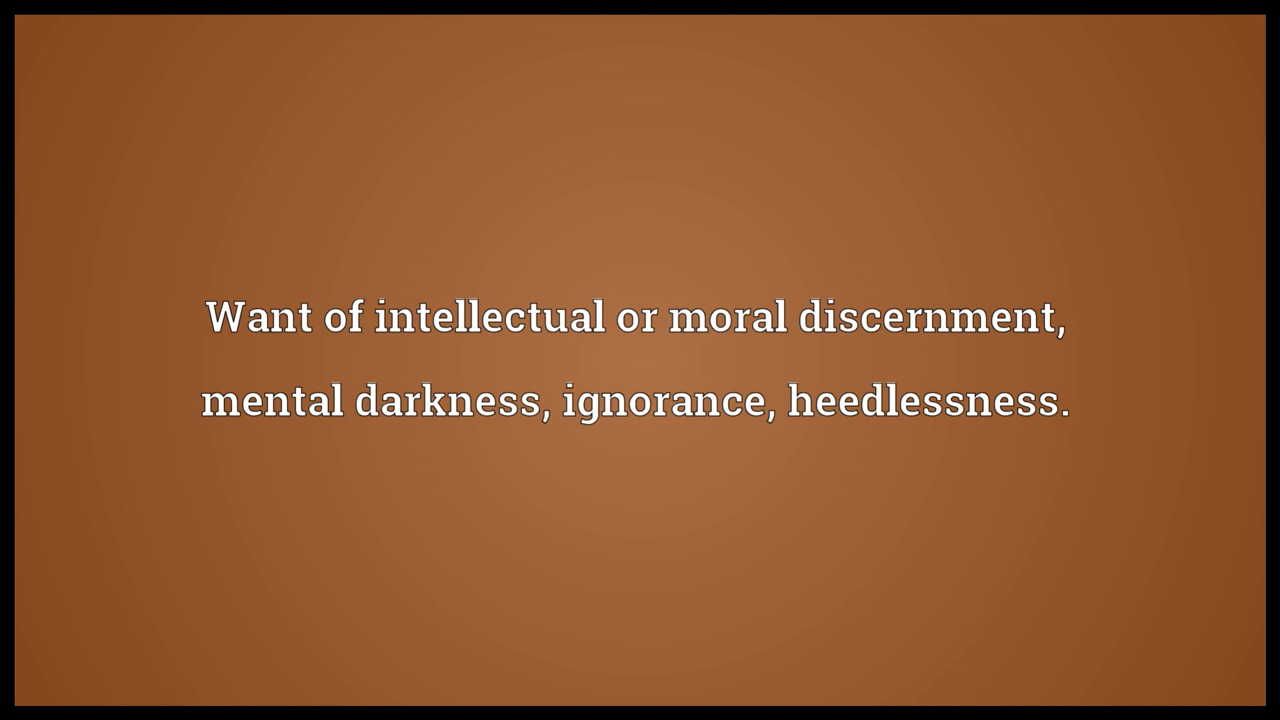 Want of intellectual or moral discernment,
mental darkness, ignorance, heedlessness.